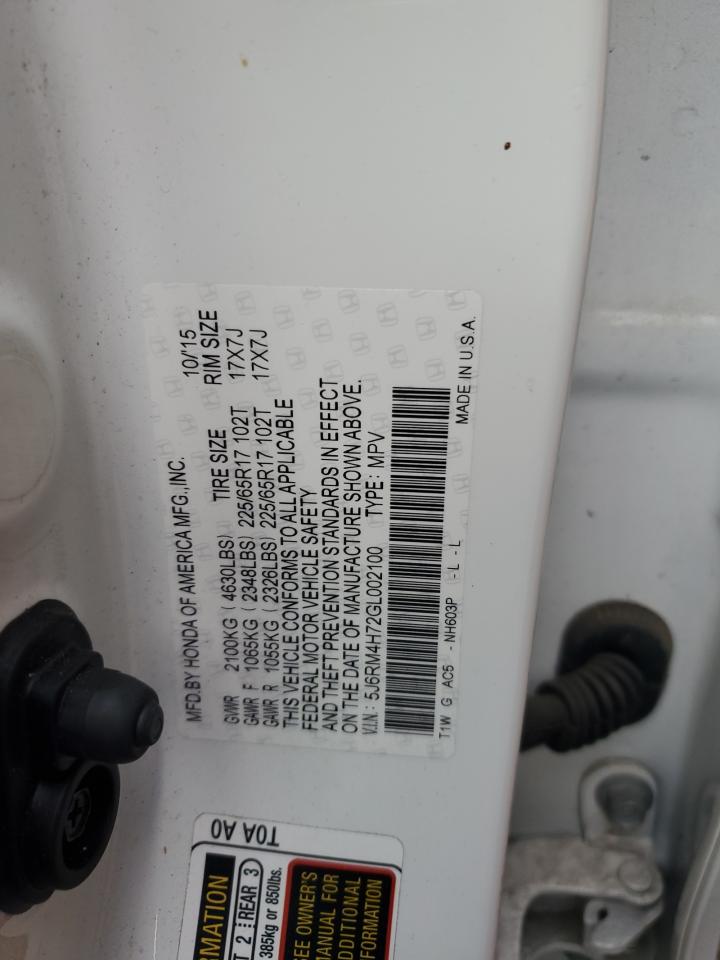 MFD.BY HONDA OF AMERICA MFG.,INC. 10/'15
TIRE SIZE RIM SIZE
GVWR 2100KG ( 4630LBS)
GAWR F 1065KG ( 2348LBS) 225/65R17 102T 17X7J
GAWR R 1055KG ( 2326LBS) 225/65R17 102T 17X7J
THIS VEHICLE CONFORMS TO ALL APPLICABLE
FEDERAL MOTOR VEHICLE SAFETY
AND THEFT PREVENTION STANDARDS IN EFFECT
ON THE DATE OF MANUFACTURE SHOWN ABOVE.
V.I.N.: 5J6RM4H72GL002100 TYPE: MPV
T1W G AC5 - NH603P - L - L
MADE IN U.S.A.
T0A A0
RMATION
T 2 REAR 3
385kg or 850lbs.
SEE OWNER'S
MANUAL FOR
ADDITIONAL
FORMATION